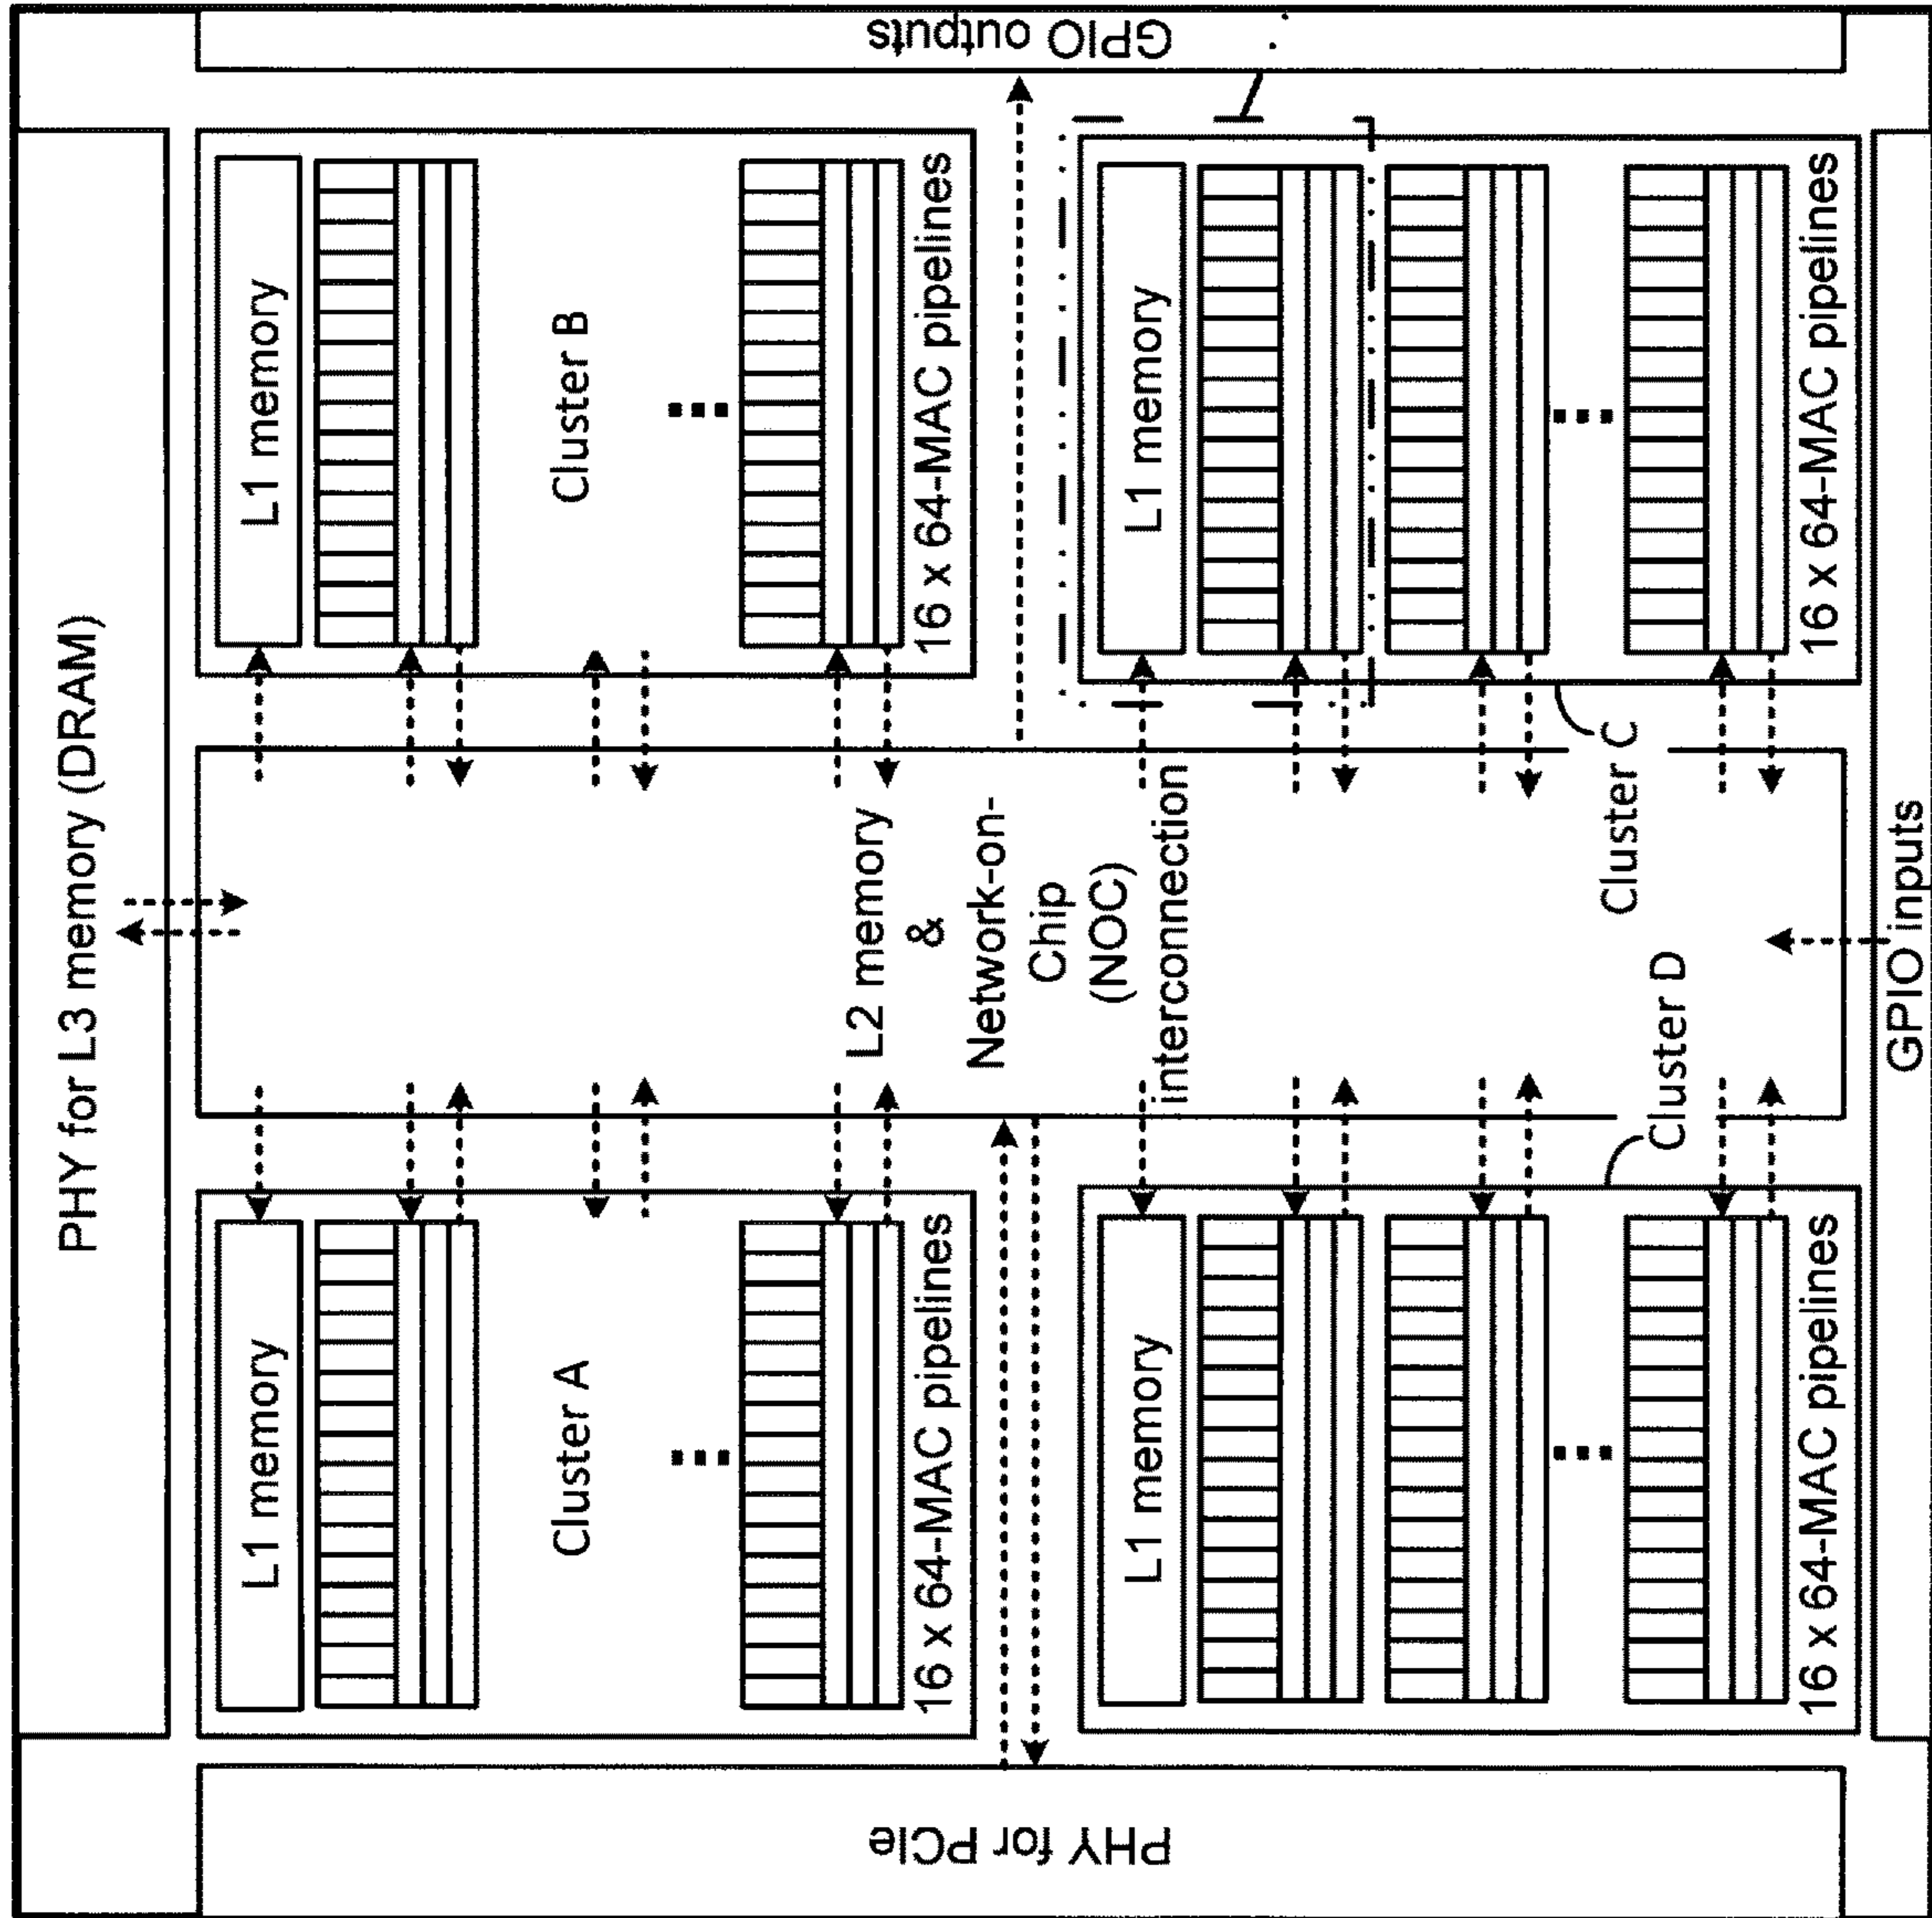 PHY for L3 memory (DRAM)
L1 memory
Cluster A
16 x 64-MAC pipelines
L1 memory
Cluster B
16 x 64-MAC pipelines
PHY for PCIe
L2 memory
&
Network-on-
Chip
(NOC)
interconnection
GPIO outputs
L1 memory
16 x 64-MAC pipelines
Cluster D
L1 memory
16 x 64-MAC pipelines
Cluster C
GPIO inputs